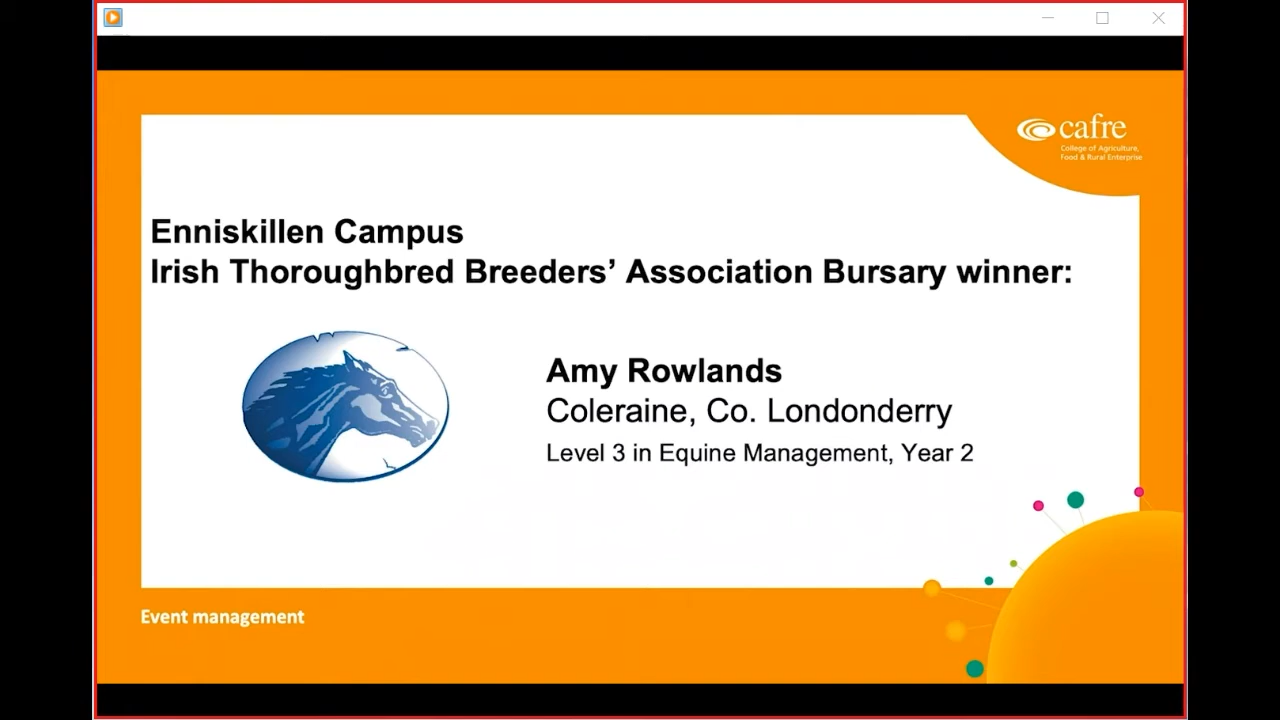 cafre
College of Agriculture,
Food & Rural Enterprise
Enniskillen Campus
Irish Thoroughbred Breeders’ Association Bursary winner:
Amy Rowlands
Coleraine, Co. Londonderry
Level 3 in Equine Management, Year 2
Event management